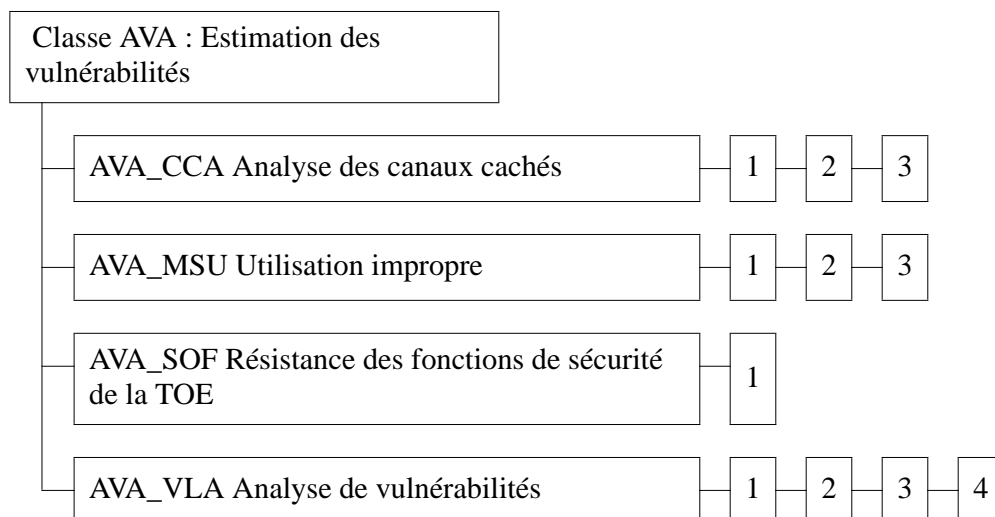 Classe AVA : Estimation des
vulnérabilités
AVA_CCA Analyse des canaux cachés 1 2 3
AVA_MSU Utilisation impropre 1 2 3
AVA_SOF Résistance des fonctions de sécurité
de la TOE 1
AVA_VLA Analyse de vulnérabilités 1 2 3 4